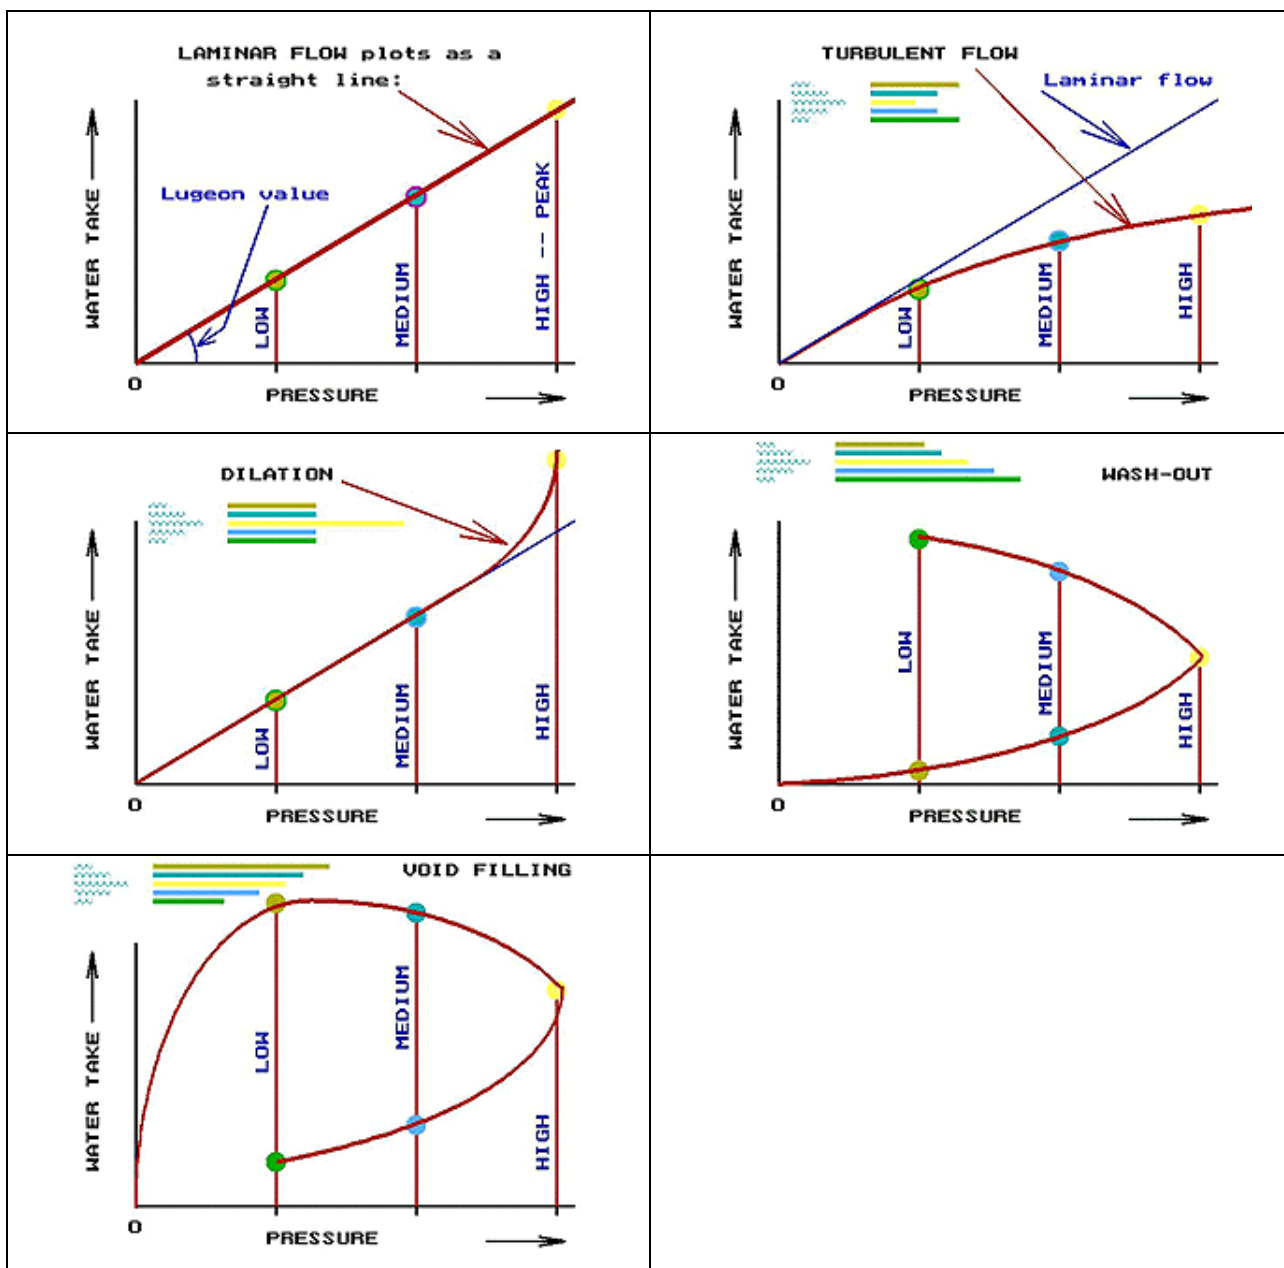 LAMINAR FLOW plots as a
straight line:
Lugeon value
WATER TAKE
LOW
MEDIUM
HIGH -- PEAK
0
PRESSURE
TURBULENT FLOW
Laminar flow
WATER TAKE
LOW
MEDIUM
HIGH
0
PRESSURE
DILATION
WATER TAKE
LOW
MEDIUM
HIGH
0
PRESSURE
WASH-OUT
WATER TAKE
LOW
MEDIUM
HIGH
0
PRESSURE
VOID FILLING
WATER TAKE
LOW
MEDIUM
HIGH
0
PRESSURE